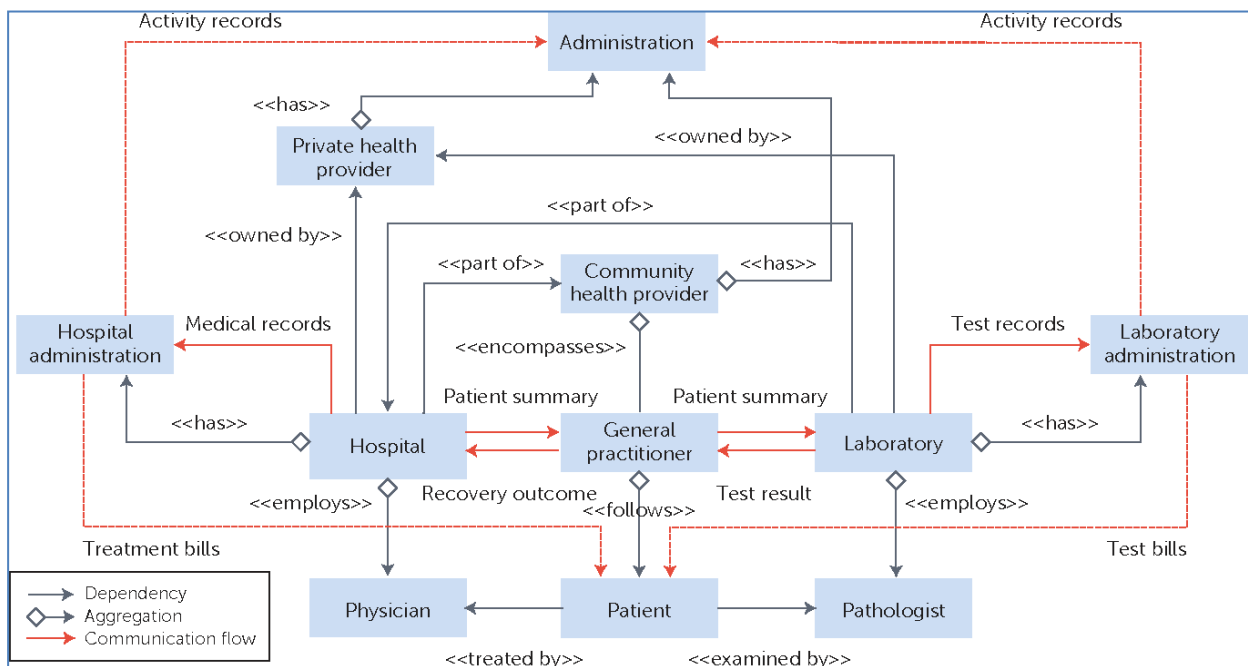 Activity records
Activity records
Administration
<<has>>
<<owned by>>
Private health
provider
<<part of>>
<<owned by>>
<<part of>>
Community
health provider
<<has>>
Hospital
administration
Medical records
Test records
Laboratory
administration
<<encompasses>>
Patient summary
Patient summary
<<has>>
Hospital
General
practitioner
Laboratory
<<has>>
<<employs>>
Recovery outcome
Test result
<<employs>>
<<follows>>
Treatment bills
Test bills
Dependency
Aggregation
Communication flow
Physician
Patient
Pathologist
<<treated by>>
<<examined by>>